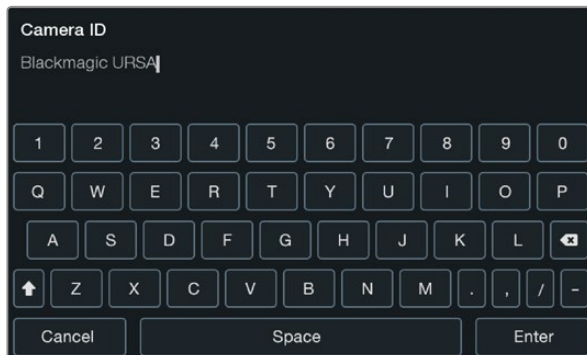 Camera ID
Blackmagic URSA
1 2 3 4 5 6 7 8 9 0
Q W E R T Y U I O P
A S D F G H J K L
Z X C V B N M . , / -
Cancel Space Enter